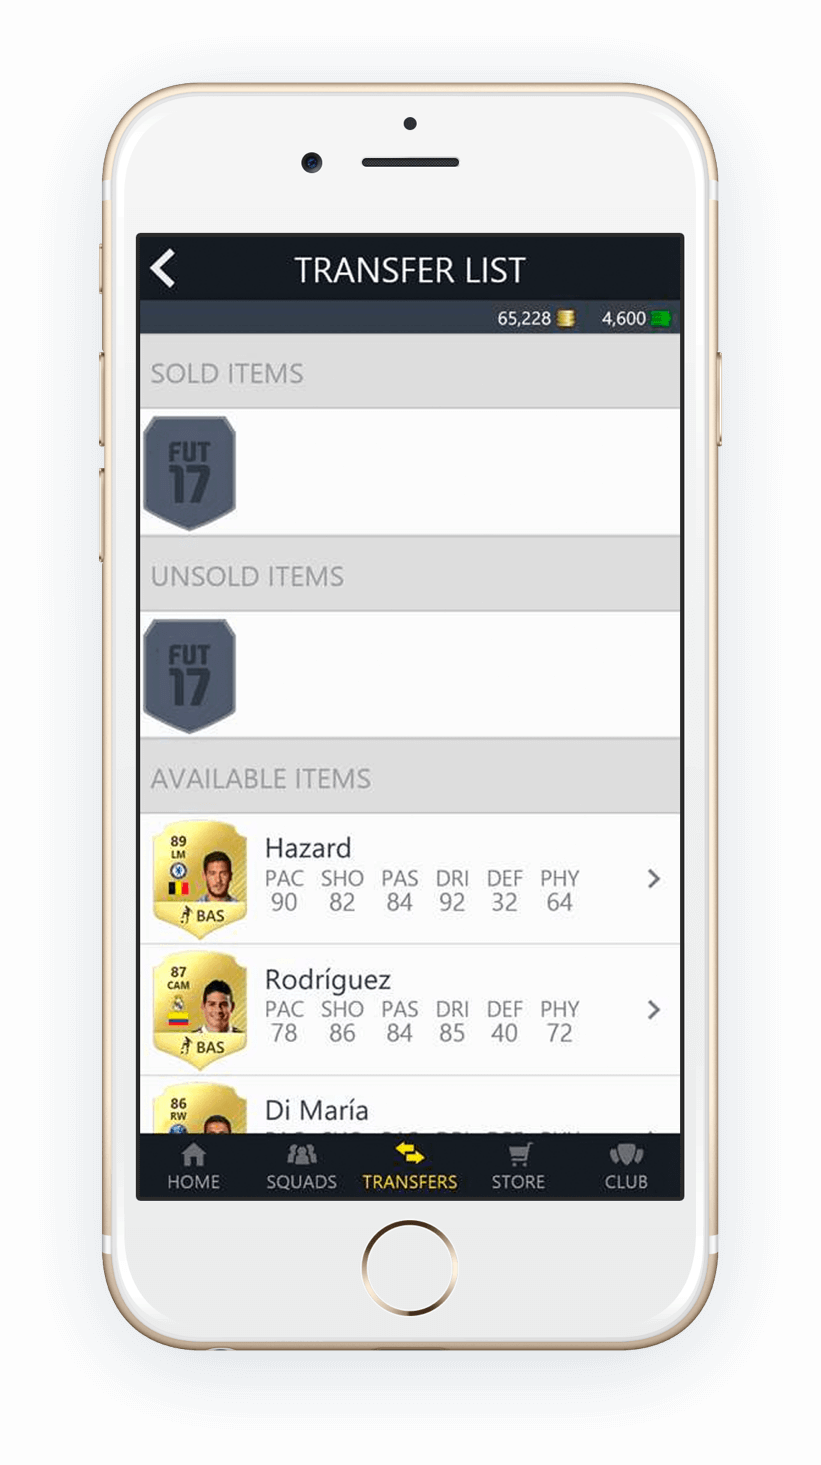 TRANSFER LIST
65,228 4,600
SOLD ITEMS
FUT
17
UNSOLD ITEMS
FUT
17
AVAILABLE ITEMS
89
LM
BAS
Hazard
PAC SHO PAS DRI DEF PHY
90 82 84 92 32 64
87
CAM
BAS
Rodríguez
PAC SHO PAS DRI DEF PHY
78 86 84 85 40 72
86
RW
Di María
HOME SQUADS TRANSFERS STORE CLUB